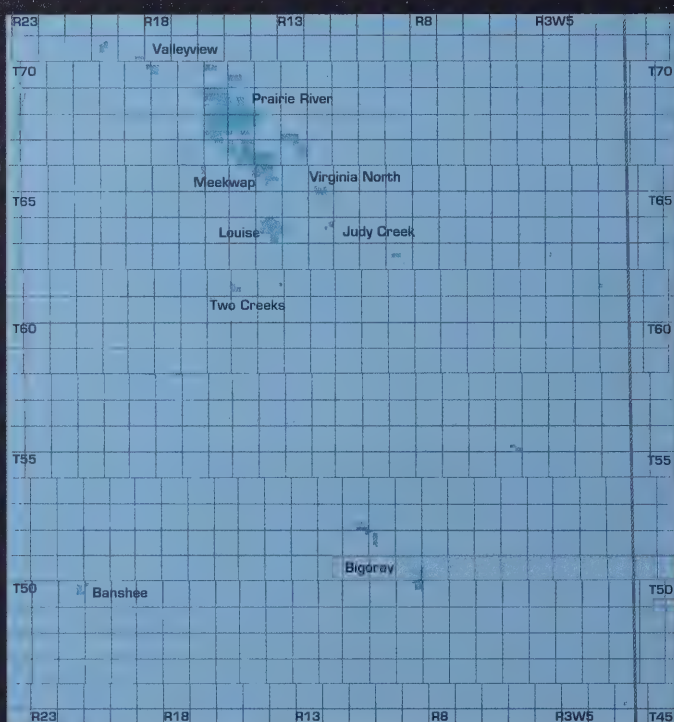 R23 R18 R13 R8 R3W5
Valleyview
T70 T70
Prairie River
Meekwap Virginia North
T65 T65
Louise Judy Creek
Two Creeks
T60 T60
T55 T55
Bigoray
T50 Banshee T50
R23 R18 R13 R8 R3W5 T45